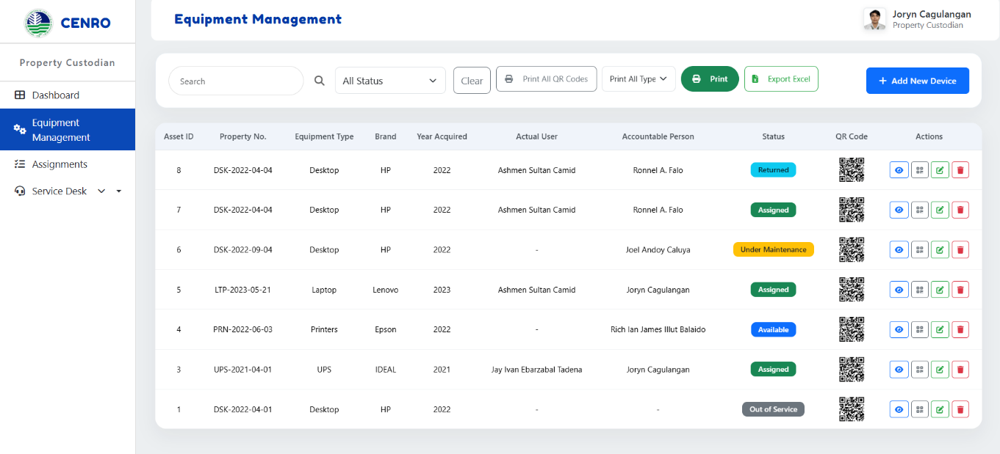 CENRO
Equipment Management
Joryn Cagulangan
Property Custodian
Property Custodian
Dashboard
Equipment
Management
Assignments
Service Desk
Search
All Status
Clear
Print All QR Codes
Print All Type
Print
Export Excel
+ Add New Device
Asset ID Property No. Equipment Type Brand Year Acquired Actual User Accountable Person Status QR Code Actions
8 DSK-2022-04-04 Desktop HP 2022 Ashmen Sultan Camid Ronnel A. Falo Returned
7 DSK-2022-04-04 Desktop HP 2022 Ashmen Sultan Camid Ronnel A. Falo Assigned
6 DSK-2022-09-04 Desktop HP 2022 - Joel Andoy Caluya Under Maintenance
5 LTP-2023-05-21 Laptop Lenovo 2023 Ashmen Sultan Camid Joryn Cagulangan Assigned
4 PRN-2022-06-03 Printers Epson 2022 - Rich Ian James Illut Balaido Available
3 UPS-2021-04-01 UPS IDEAL 2021 Jay Ivan Ebarzabal Tadena Joryn Cagulangan Assigned
1 DSK-2022-04-01 Desktop HP 2022 - - Out of Service